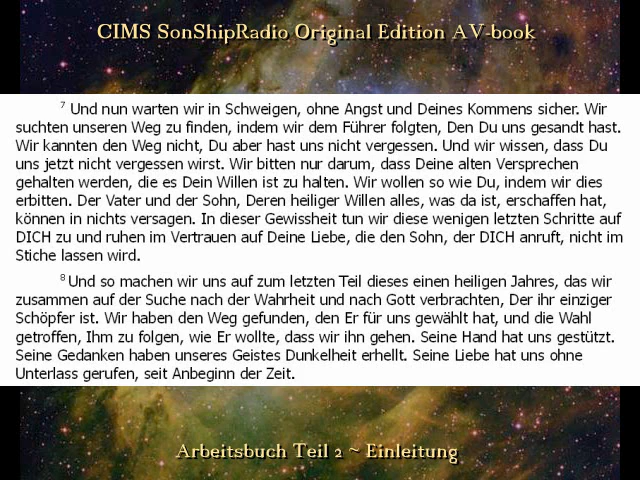 CIMS SonShipRadio Original Edition AV-book
7 Und nun warten wir in Schweigen, ohne Angst und Deines Kommens sicher. Wir
suchten unseren Weg zu finden, indem wir dem Führer folgten, Den Du uns gesandt hast.
Wir kannten den Weg nicht, Du aber hast uns nicht vergessen. Und wir wissen, dass Du
uns jetzt nicht vergessen wirst. Wir bitten nur darum, dass Deine alten Versprechen
gehalten werden, die es Dein Willen ist zu halten. Wir wollen so wie Du, indem wir dies
erbitten. Der Vater und der Sohn, Deren heiliger Willen alles, was da ist, erschaffen hat,
können in nichts versagen. In dieser Gewissheit tun wir diese wenigen letzten Schritte auf
DICH zu und ruhen im Vertrauen auf Deine Liebe, die den Sohn, der DICH anruft, nicht im
Stiche lassen wird.
8 Und so machen wir uns auf zum letzten Teil dieses einen heiligen Jahres, das wir
zusammen auf der Suche nach der Wahrheit und nach Gott verbrachten, Der ihr einziger
Schöpfer ist. Wir haben den Weg gefunden, den Er für uns gewählt hat, und die Wahl
getroffen, Ihm zu folgen, wie Er wollte, dass wir ihn gehen. Seine Hand hat uns gestützt.
Seine Gedanken haben unseres Geistes Dunkelheit erhellt. Seine Liebe hat uns ohne
Unterlass gerufen, seit Anbeginn der Zeit.
Arbeitsbuch Teil 2 ~ Einleitung